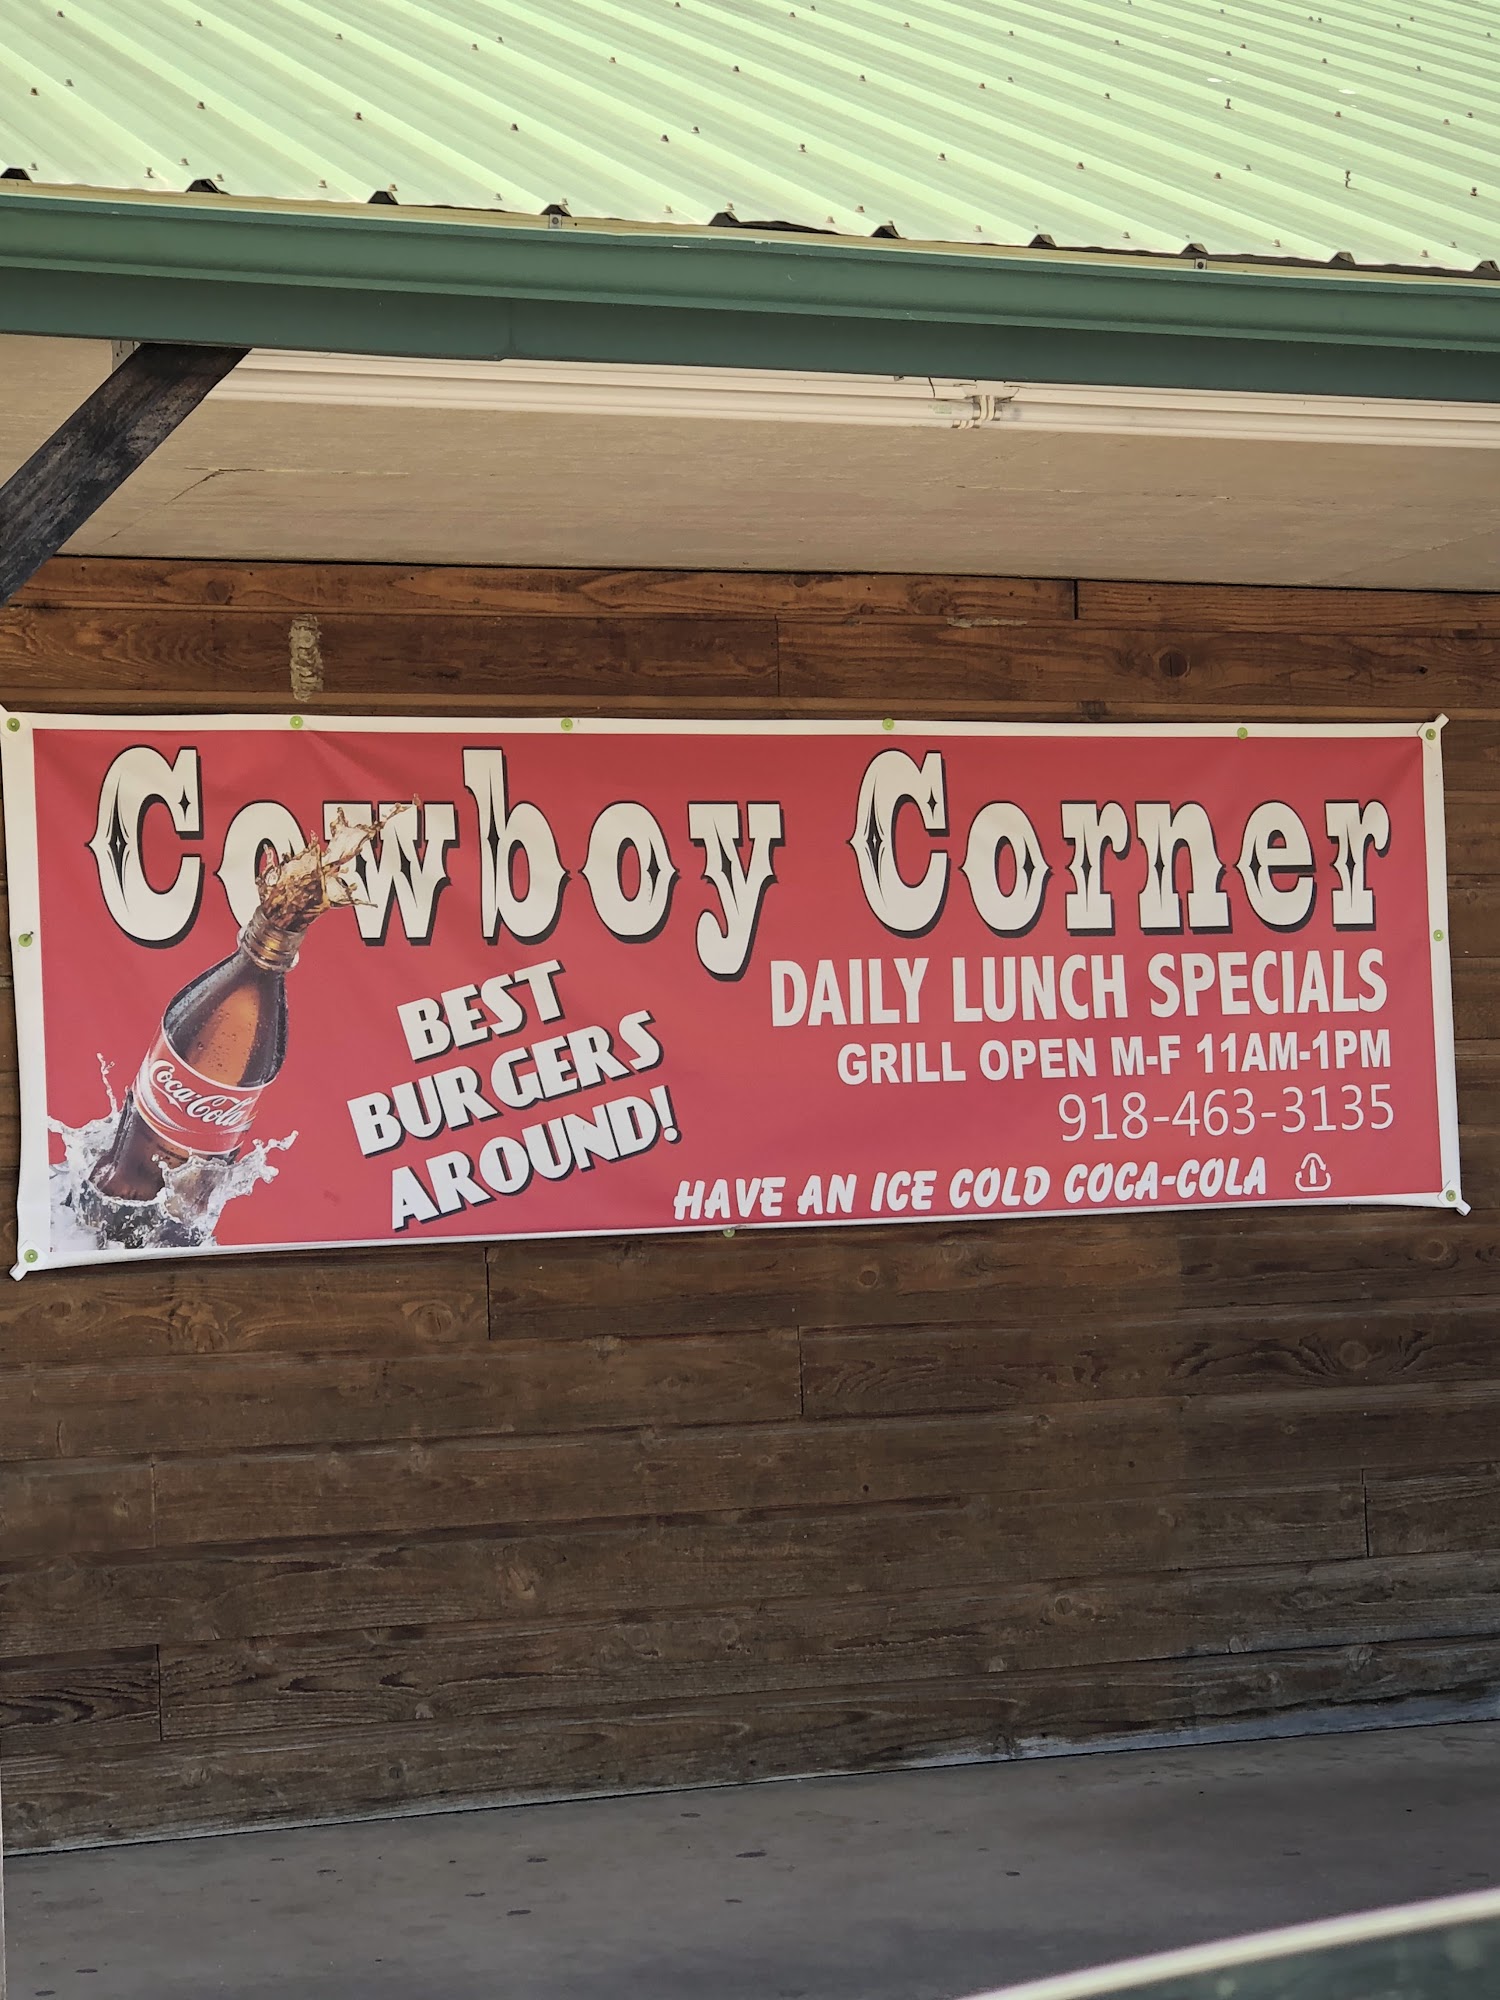 Cowboy Corner
BEST
BURGERS
AROUND!
DAILY LUNCH SPECIALS
GRILL OPEN M-F 11AM-1PM
918-463-3135
HAVE AN ICE COLD COCA-COLA
Coca-Cola